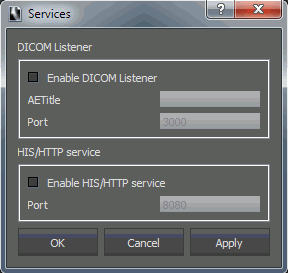 Services
DICOM Listener
Enable DICOM Listener
AETitle
Port 3000
HIS/HTTP service
Enable HIS/HTTP service
Port 8080
OK Cancel Apply